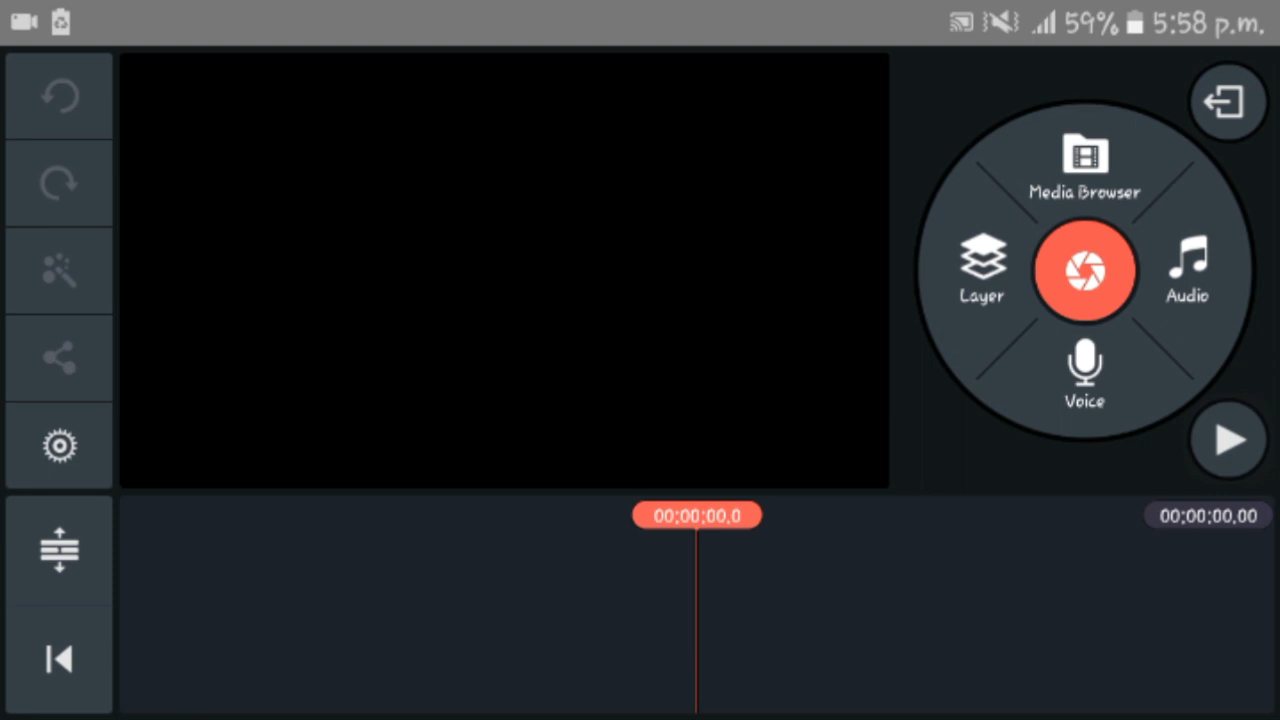 59% 5:58 p.m.
Media Browser
Layer
Audio
Voice
00:00:00.0
00:00:00.00